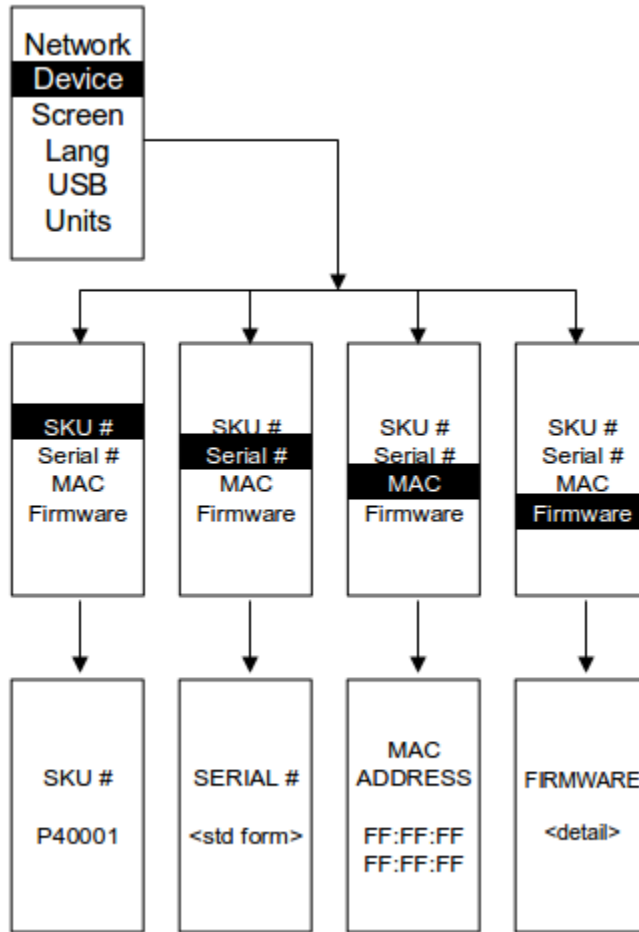 Network
Device
Screen
Lang
USB
Units
SKU #
Serial #
MAC
Firmware
SKU #
Serial #
MAC
Firmware
SKU #
Serial #
MAC
Firmware
SKU #
Serial #
MAC
Firmware
SKU #
P40001
SERIAL #
<std form>
MAC
ADDRESS
FF:FF:FF
FF:FF:FF
FIRMWARE
<detail>